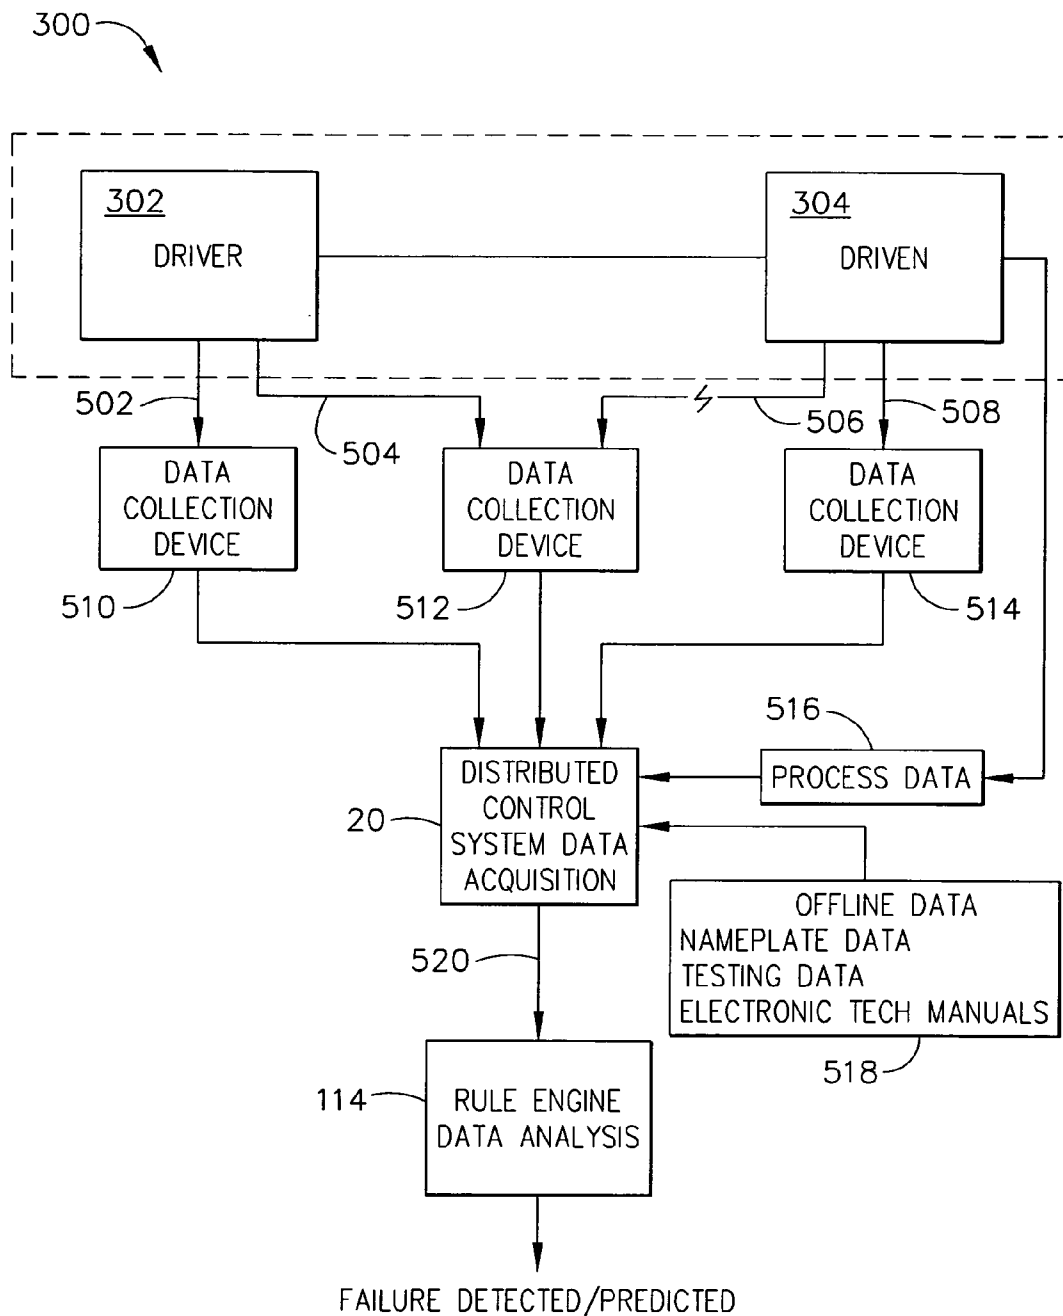 300
302
DRIVER
304
DRIVEN
502
504
506
508
DATA
COLLECTION
DEVICE
DATA
COLLECTION
DEVICE
DATA
COLLECTION
DEVICE
510
512
514
516
PROCESS DATA
DISTRIBUTED
CONTROL
SYSTEM DATA
ACQUISITION
20
OFFLINE DATA
NAMEPLATE DATA
TESTING DATA
ELECTRONIC TECH MANUALS
518
520
114
RULE ENGINE
DATA ANALYSIS
FAILURE DETECTED/PREDICTED